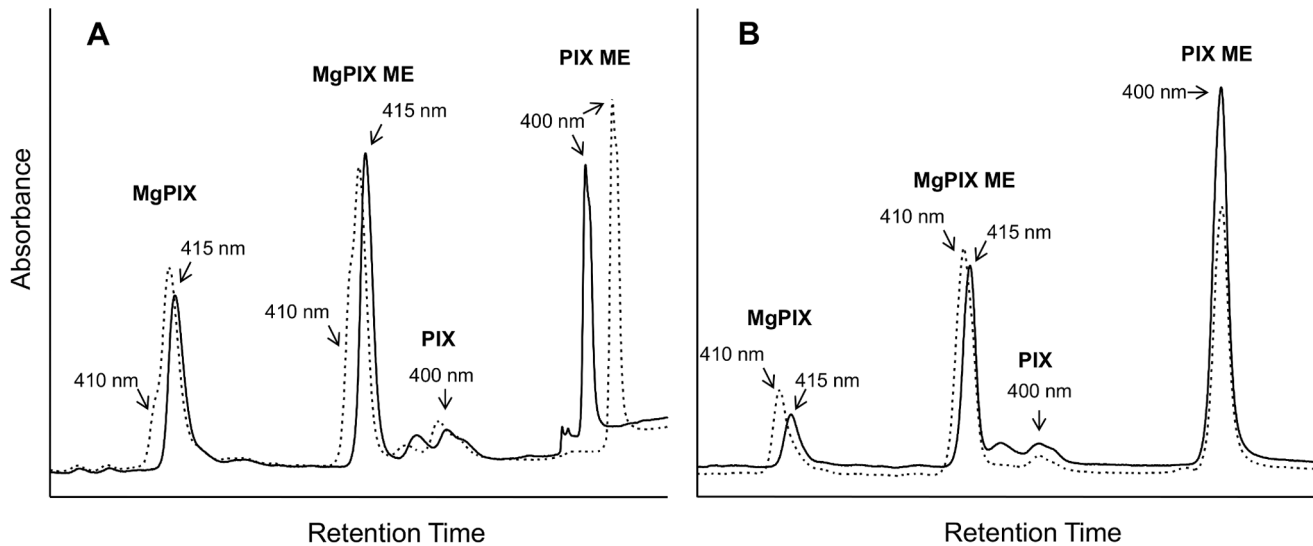 A
MgPIX
415 nm
410 nm
MgPIX ME
415 nm
410 nm
PIX
400 nm
PIX ME
400 nm
Absorbance
Retention Time
B
MgPIX
410 nm
415 nm
MgPIX ME
410 nm
415 nm
PIX
400 nm
PIX ME
400 nm
Retention Time